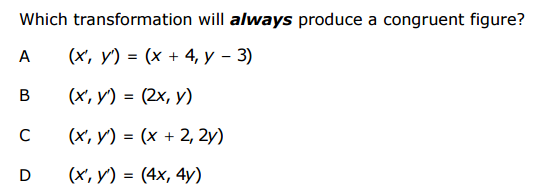 Which transformation will always produce a congruent figure?
A (x′, y′) = (x + 4, y − 3)
B (x′, y′) = (2x, y)
C (x′, y′) = (x + 2, 2y)
D (x′, y′) = (4x, 4y)